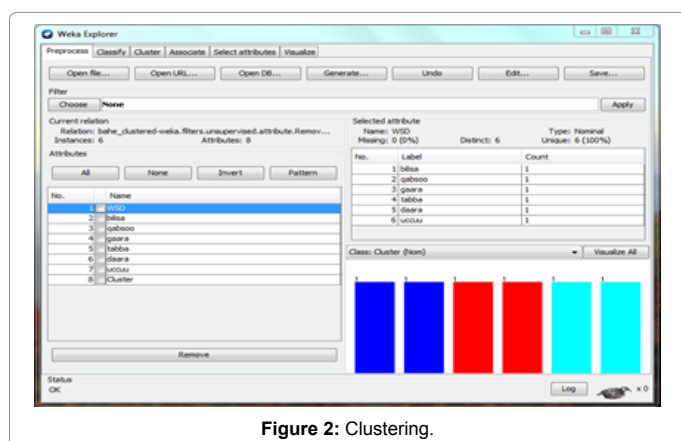 Weka Explorer
Preprocess Classify Cluster Associate Select attributes Visualize
Open file... Open URL... Open DB... Generate... Undo Edit... Save...
Filter
Choose None Apply
Current relation
Relation: bahe_clustered-weka.filters.unsupervised.attribute.Remov...
Instances: 6 Attributes: 8
Attributes
All None Invert Pattern
No. Name
1 WSD
2 bilisa
3 qabsoo
4 gaara
5 tabba
6 daara
7 uccuu
8 Cluster
Remove
Selected attribute
Name: WSD Type: Nominal
Missing: 0 (0%) Distinct: 6 Unique: 6 (100%)
No. Label Count
1 bilisa 1
2 qabsoo 1
3 gaara 1
4 tabba 1
5 daara 1
6 uccuu 1
Class: Cluster (Nom) Visualize All
1 1 1 1 1 1
Status
OK
Log x 0
Figure 2: Clustering.